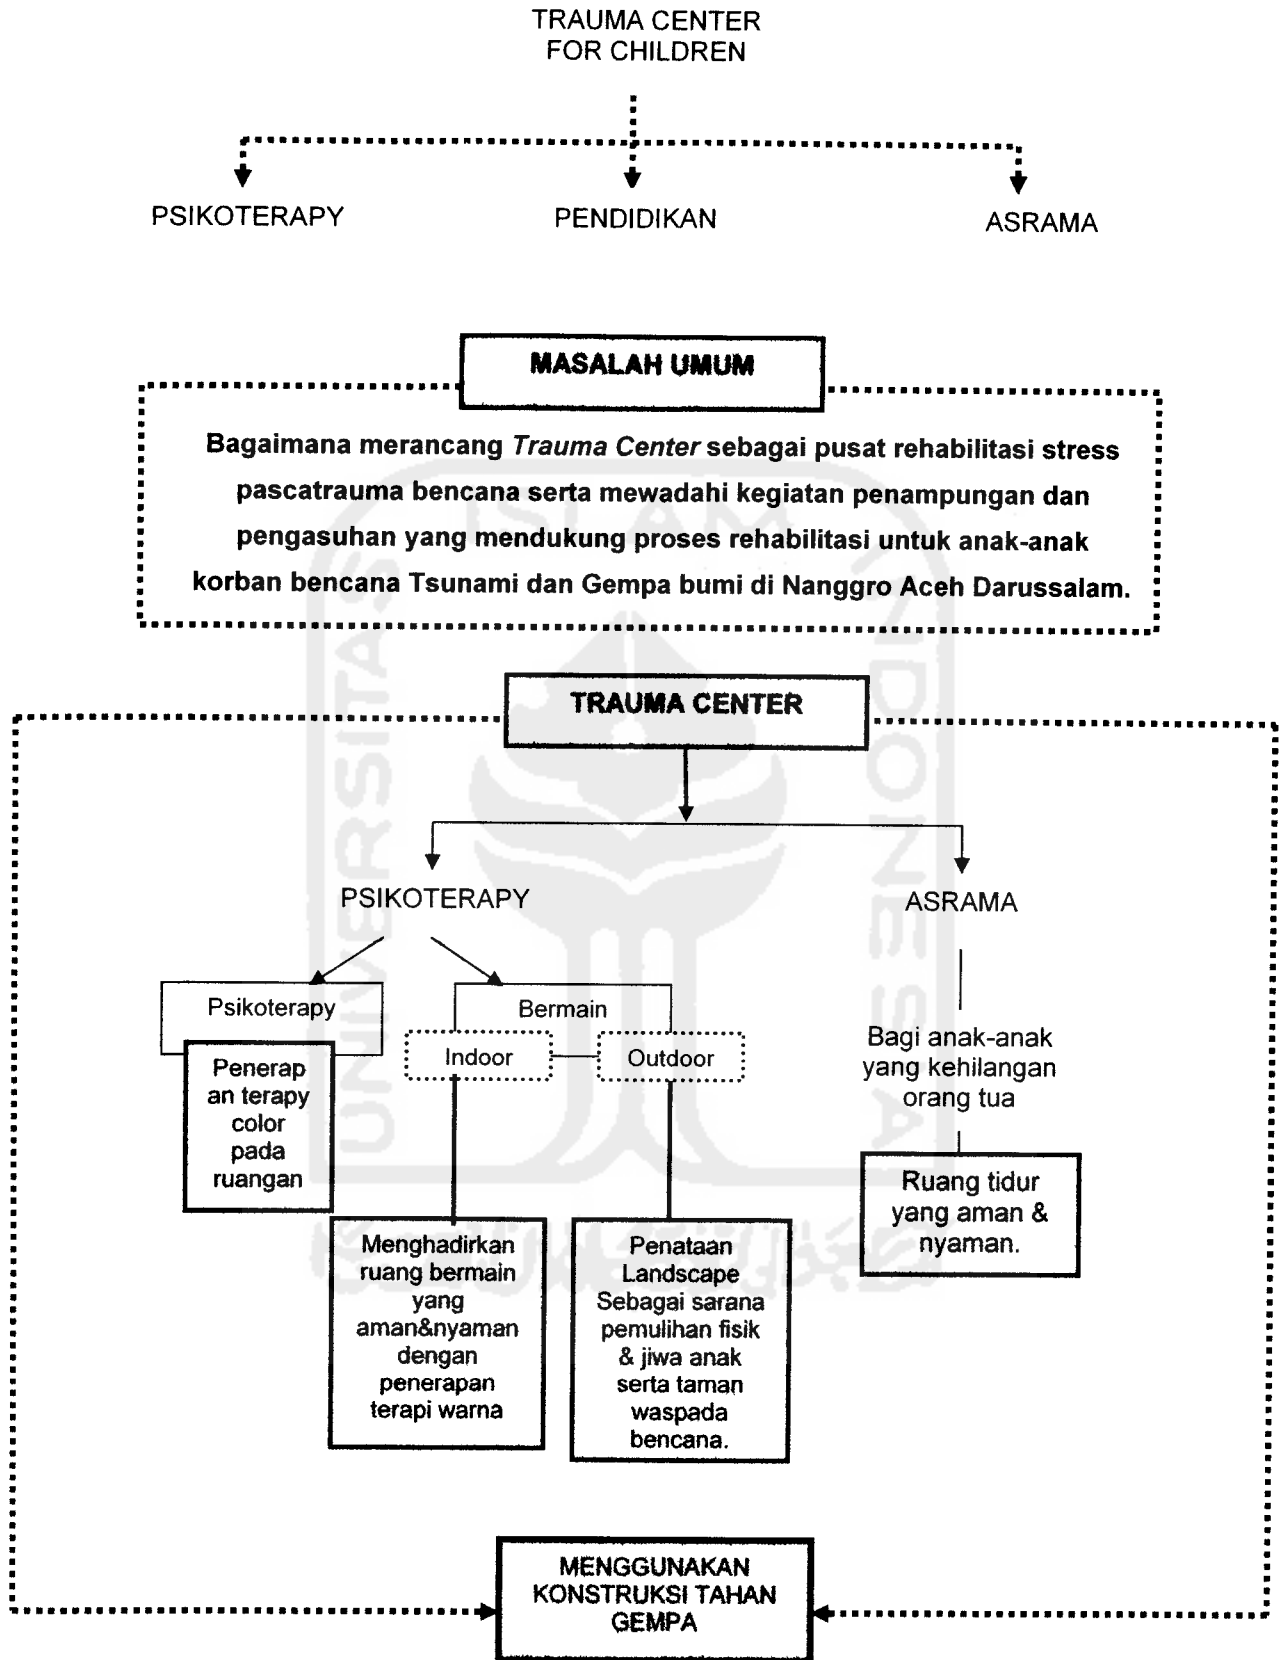 TRAUMA CENTER
FOR CHILDREN
PSIKOTERAPY
PENDIDIKAN
ASRAMA
MASALAH UMUM
Bagaimana merancang Trauma Center sebagai pusat rehabilitasi stress
pascatrauma bencana serta mewadahi kegiatan penampungan dan
pengasuhan yang mendukung proses rehabilitasi untuk anak-anak
korban bencana Tsunami dan Gempa bumi di Nanggro Aceh Darussalam.
TRAUMA CENTER
PSIKOTERAPY
ASRAMA
Psikoterapy
Bermain
Indoor
Outdoor
Penerap
an terapy
color
pada
ruangan
Menghadirkan
ruang bermain
yang
aman&nyaman
dengan
penerapan
terapi warna
Penataan
Landscape
Sebagai sarana
pemulihan fisik
& jiwa anak
serta taman
waspada
bencana.
Bagi anak-anak
yang kehilangan
orang tua
Ruang tidur
yang aman &
nyaman.
MENGGUNAKAN
KONSTRUKSI TAHAN
GEMPA
UNIVERSITAS
ISLAM
INDONESIA